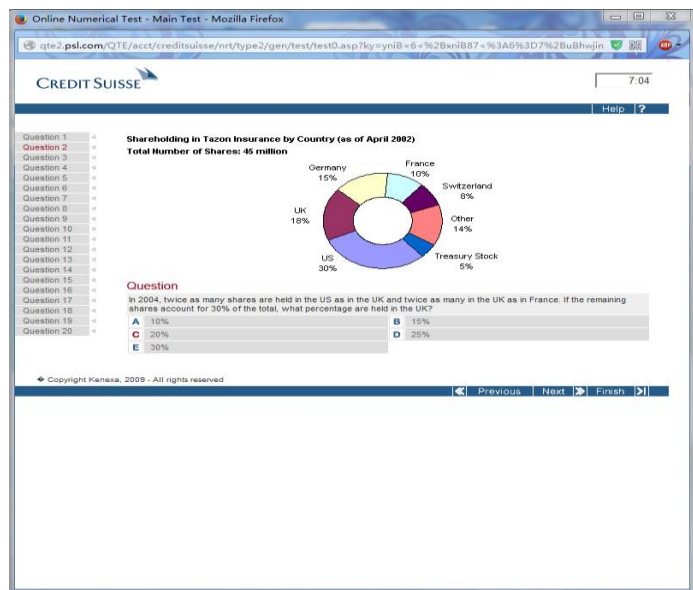 Online Numerical Test - Main Test - Mozilla Firefox
qte2.psl.com/QTE/acct/creditsuisse/nrt/type2/gen/test/test0.asp?ky=yniB<6<%2BxniB87<%3A6%3D7%2BuBhwjin
ABP
CREDIT SUISSE
7:04
Help ?
Question 1
Question 2
Question 3
Question 4
Question 5
Question 6
Question 7
Question 8
Question 9
Question 10
Question 11
Question 12
Question 13
Question 14
Question 15
Question 16
Question 17
Question 18
Question 19
Question 20
Shareholding in Tazon Insurance by Country (as of April 2002)
Total Number of Shares: 45 million
Germany
15%
France
10%
Switzerland
8%
UK
18%
Other
14%
US
30%
Treasury Stock
5%
Question
In 2004, twice as many shares are held in the US as in the UK and twice as many in the UK as in France. If the remaining
shares account for 30% of the total, what percentage are held in the UK?
A 10%
B 15%
C 20%
D 25%
E 30%
� Copyright Kenexa, 2009 - All rights reserved
Previous Next Finish